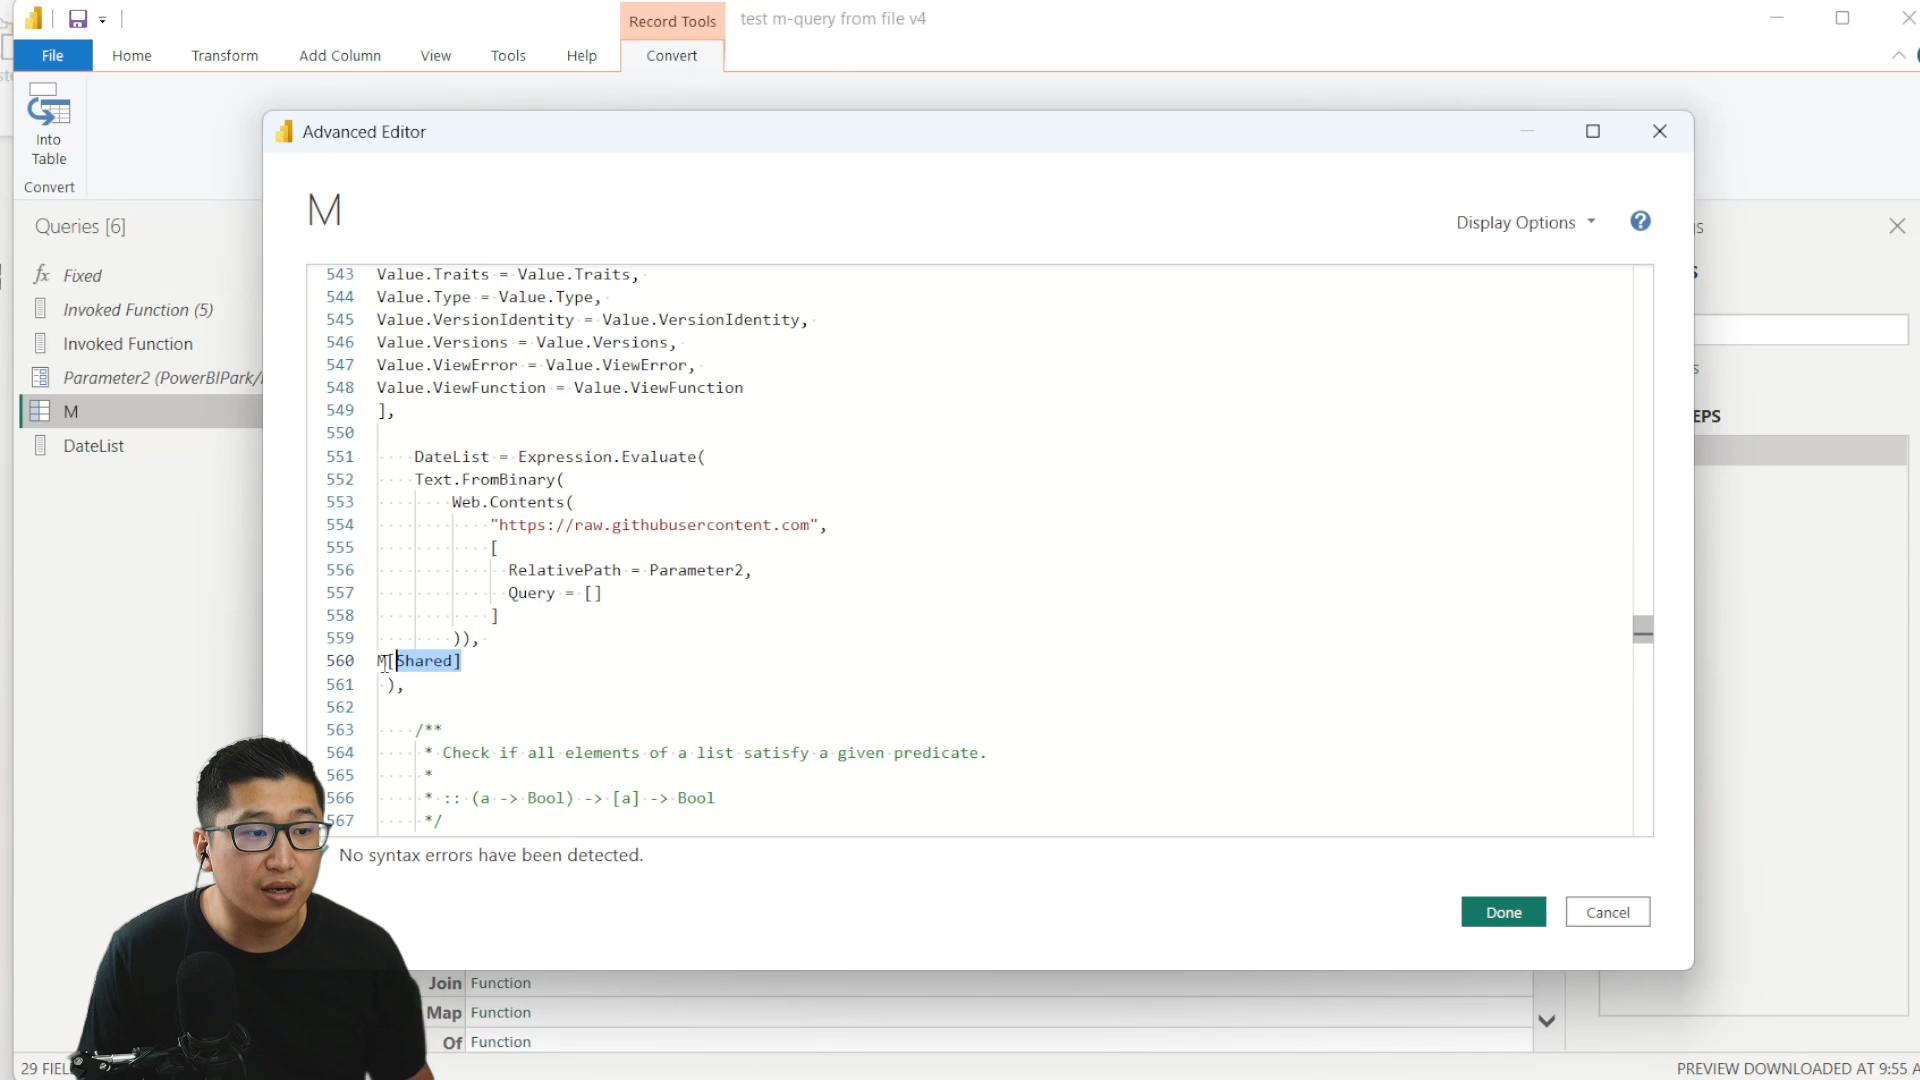 Record Tools
test m-query from file v4
File
Home
Transform
Add Column
View
Tools
Help
Convert
Into
Table
Convert
Advanced Editor
M
Display Options
?
Queries [6]
fx Fixed
Invoked Function (5)
Invoked Function
Parameter2 (PowerBIPark/
M
DateList
EPS
543 Value.Traits = Value.Traits,
544 Value.Type = Value.Type,
545 Value.VersionIdentity = Value.VersionIdentity,
546 Value.Versions = Value.Versions,
547 Value.ViewError = Value.ViewError,
548 Value.ViewFunction = Value.ViewFunction
549 ],
550
551 DateList = Expression.Evaluate(
552 Text.FromBinary(
553 Web.Contents(
554 "https://raw.githubusercontent.com",
555 [
556 RelativePath = Parameter2,
557 Query = []
558 ]
559 )),
560 M[Shared]
561 ),
562
563 /**
564 * Check if all elements of a list satisfy a given predicate.
565 *
566 * :: (a -> Bool) -> [a] -> Bool
567 */
No syntax errors have been detected.
Done
Cancel
Join Function
Map Function
Of Function
29 FIEL
PREVIEW DOWNLOADED AT 9:55 A